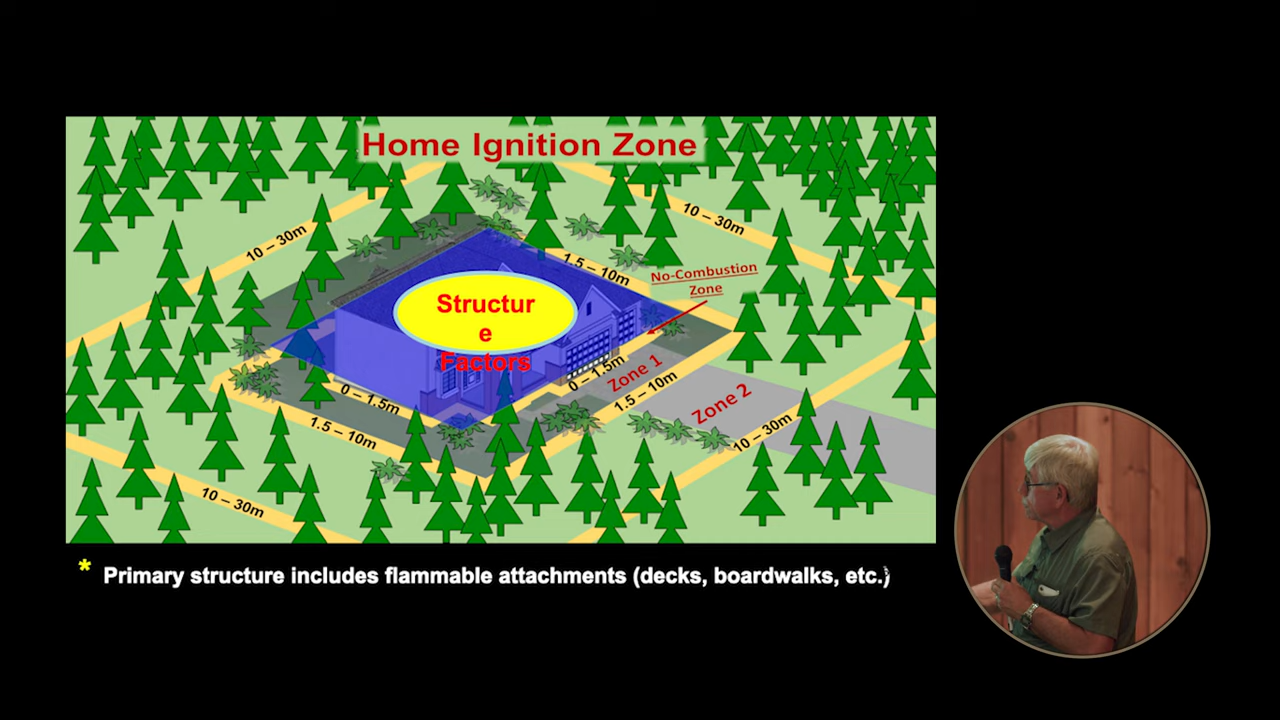 Home Ignition Zone
10 – 30m
10 – 30m
1.5 – 10m
No-Combustion
Zone
Structur
e
Factors
0 – 1.5m
Zone 1
0 – 1.5m
1.5 – 10m
Zone 2
1.5 – 10m
10 – 30m
10 – 30m
* Primary structure includes flammable attachments (decks, boardwalks, etc.)